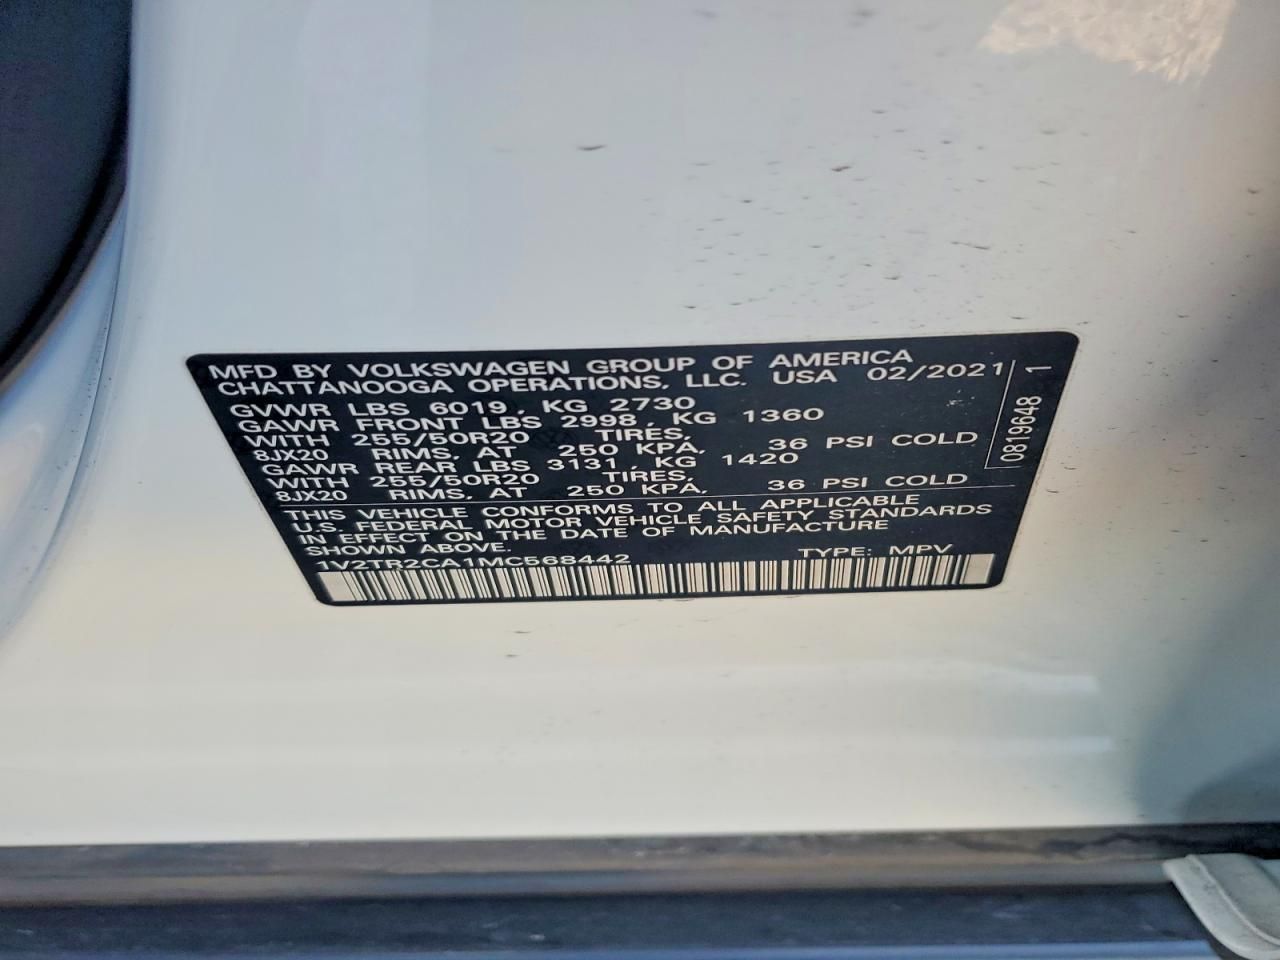 MFD BY VOLKSWAGEN GROUP OF AMERICA
CHATTANOOGA OPERATIONS, LLC. USA 02/2021
GVWR LBS 6019, KG 2730
GAWR FRONT LBS 2998, KG 1360
WITH 255/50R20 TIRES,
8JX20 RIMS, AT 250 KPA, 36 PSI COLD
GAWR REAR LBS 3131, KG 1420
WITH 255/50R20 TIRES,
8JX20 RIMS, AT 250 KPA, 36 PSI COLD
THIS VEHICLE CONFORMS TO ALL APPLICABLE
U.S. FEDERAL MOTOR VEHICLE SAFETY STANDARDS
IN EFFECT ON THE DATE OF MANUFACTURE
SHOWN ABOVE.
1V2TR2CA1MC568442 TYPE: MPV
0819648 1